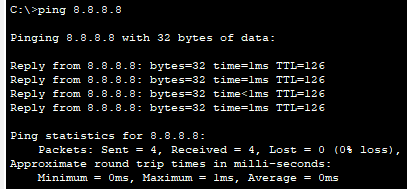 C:\>ping 8.8.8.8
Pinging 8.8.8.8 with 32 bytes of data:
Reply from 8.8.8.8: bytes=32 time=1ms TTL=126
Reply from 8.8.8.8: bytes=32 time=1ms TTL=126
Reply from 8.8.8.8: bytes=32 time<1ms TTL=126
Reply from 8.8.8.8: bytes=32 time=1ms TTL=126
Ping statistics for 8.8.8.8:
Packets: Sent = 4, Received = 4, Lost = 0 (0% loss),
Approximate round trip times in milli-seconds:
Minimum = 0ms, Maximum = 1ms, Average = 0ms